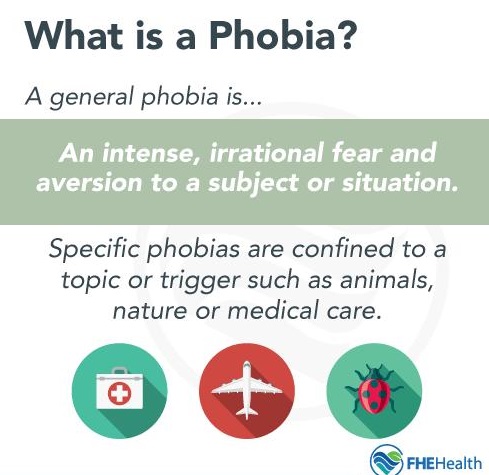 What is a Phobia?
A general phobia is...
An intense, irrational fear and
aversion to a subject or situation.
Specific phobias are confined to a
topic or trigger such as animals,
nature or medical care.
FHEHealth